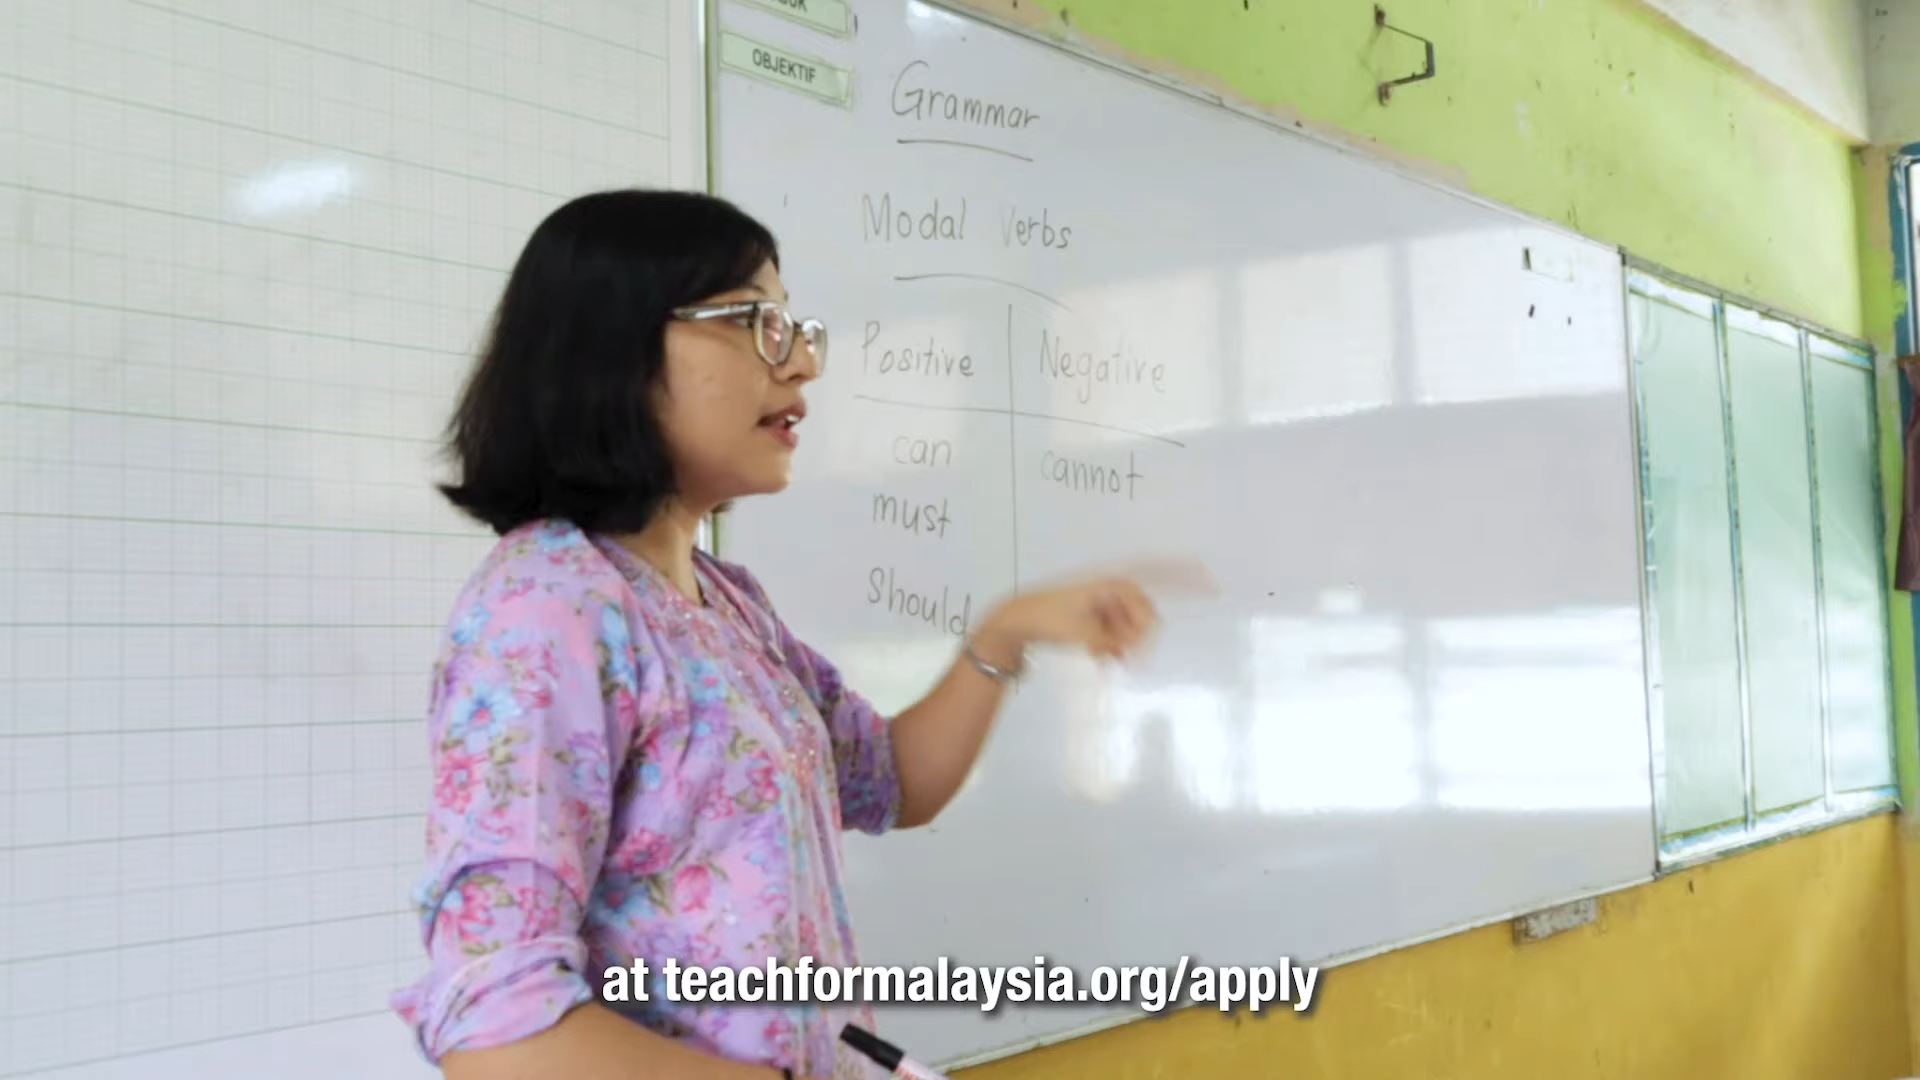 OBJEKTIF
Grammar
Modal Verbs
Positive Negative
can cannot
must
should
at teachformalaysia.org/apply